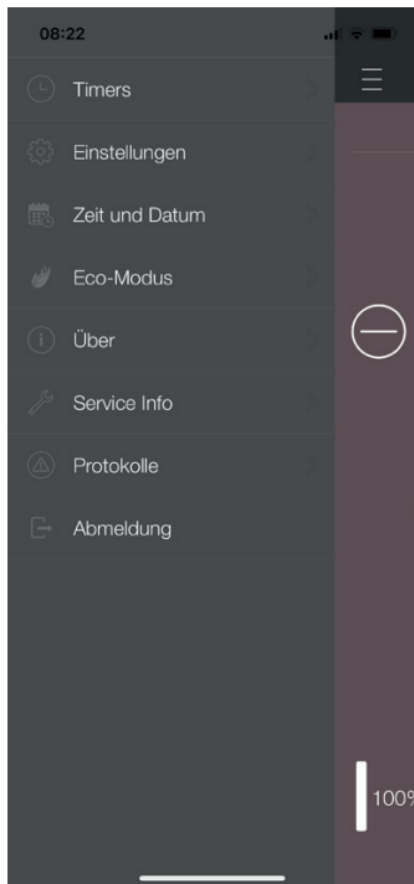 08:22
Timers
Einstellungen
Zeit und Datum
Eco-Modus
Über
Service Info
Protokolle
Abmeldung
100%